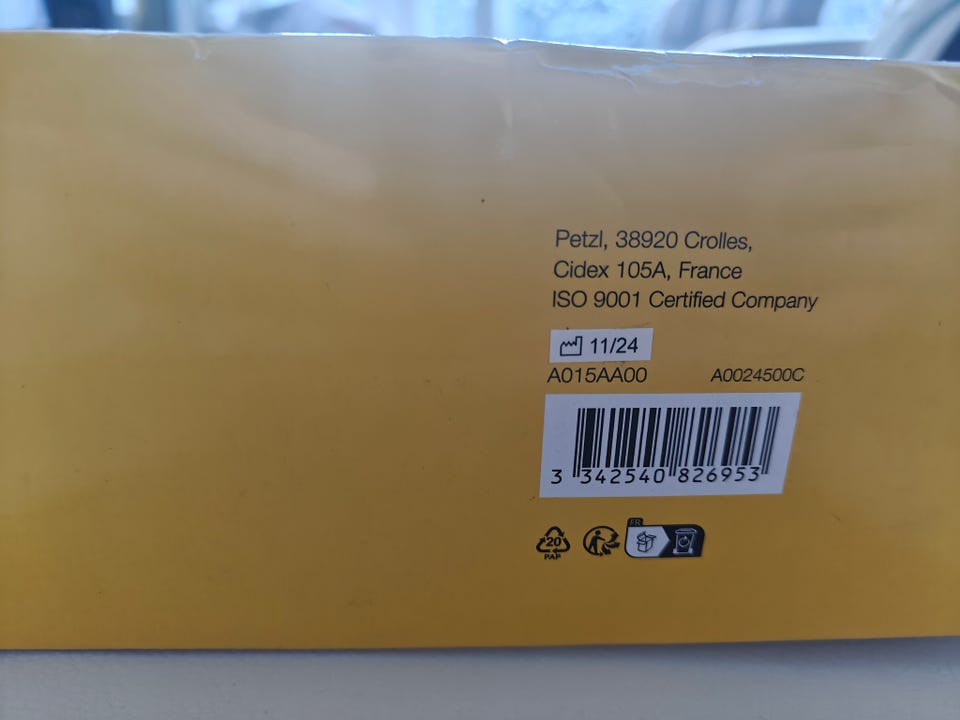 Petzl, 38920 Crolles,
Cidex 105A, France
ISO 9001 Certified Company
11/24
A015AA00 A0024500C
3 342540 826953
FR
20
PAP